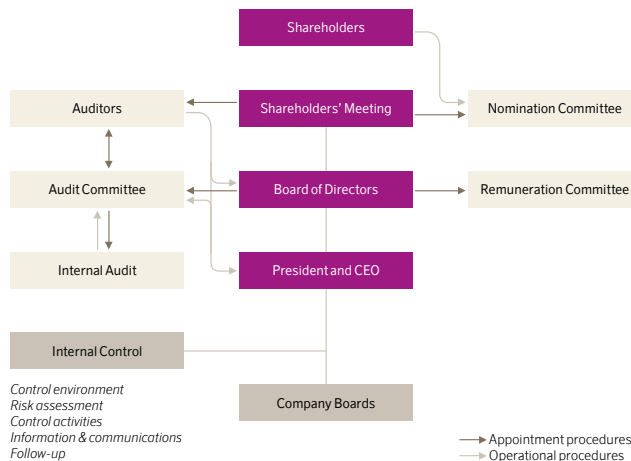 Shareholders
Auditors
Shareholders' Meeting
Nomination Committee
Audit Committee
Board of Directors
Remuneration Committee
Internal Audit
President and CEO
Internal Control
Company Boards
Control environment
Risk assessment
Control activities
Information & communications
Follow-up
Appointment procedures
Operational procedures